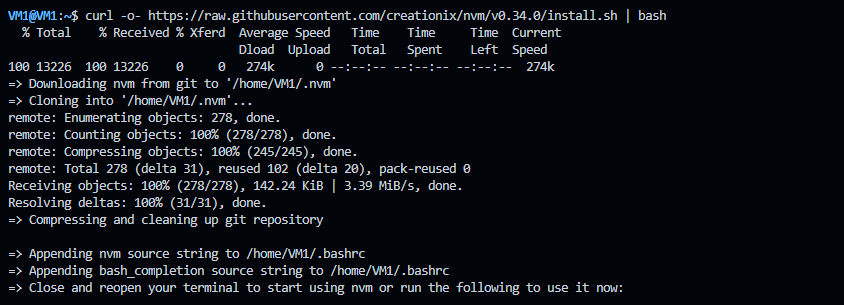 VM1@VM1:~$ curl -o- https://raw.githubusercontent.com/creationix/nvm/v0.34.0/install.sh | bash
  % Total    % Received % Xferd  Average Speed   Time    Time     Time  Current
                                 Dload  Upload   Total   Spent    Left  Speed
100 13226  100 13226    0     0   274k      0 --:--:-- --:--:-- --:--:--  274k
=> Downloading nvm from git to '/home/VM1/.nvm'
=> Cloning into '/home/VM1/.nvm'...
remote: Enumerating objects: 278, done.
remote: Counting objects: 100% (278/278), done.
remote: Compressing objects: 100% (245/245), done.
remote: Total 278 (delta 31), reused 102 (delta 20), pack-reused 0
Receiving objects: 100% (278/278), 142.24 KiB | 3.39 MiB/s, done.
Resolving deltas: 100% (31/31), done.
=> Compressing and cleaning up git repository

=> Appending nvm source string to /home/VM1/.bashrc
=> Appending bash_completion source string to /home/VM1/.bashrc
=> Close and reopen your terminal to start using nvm or run the following to use it now: